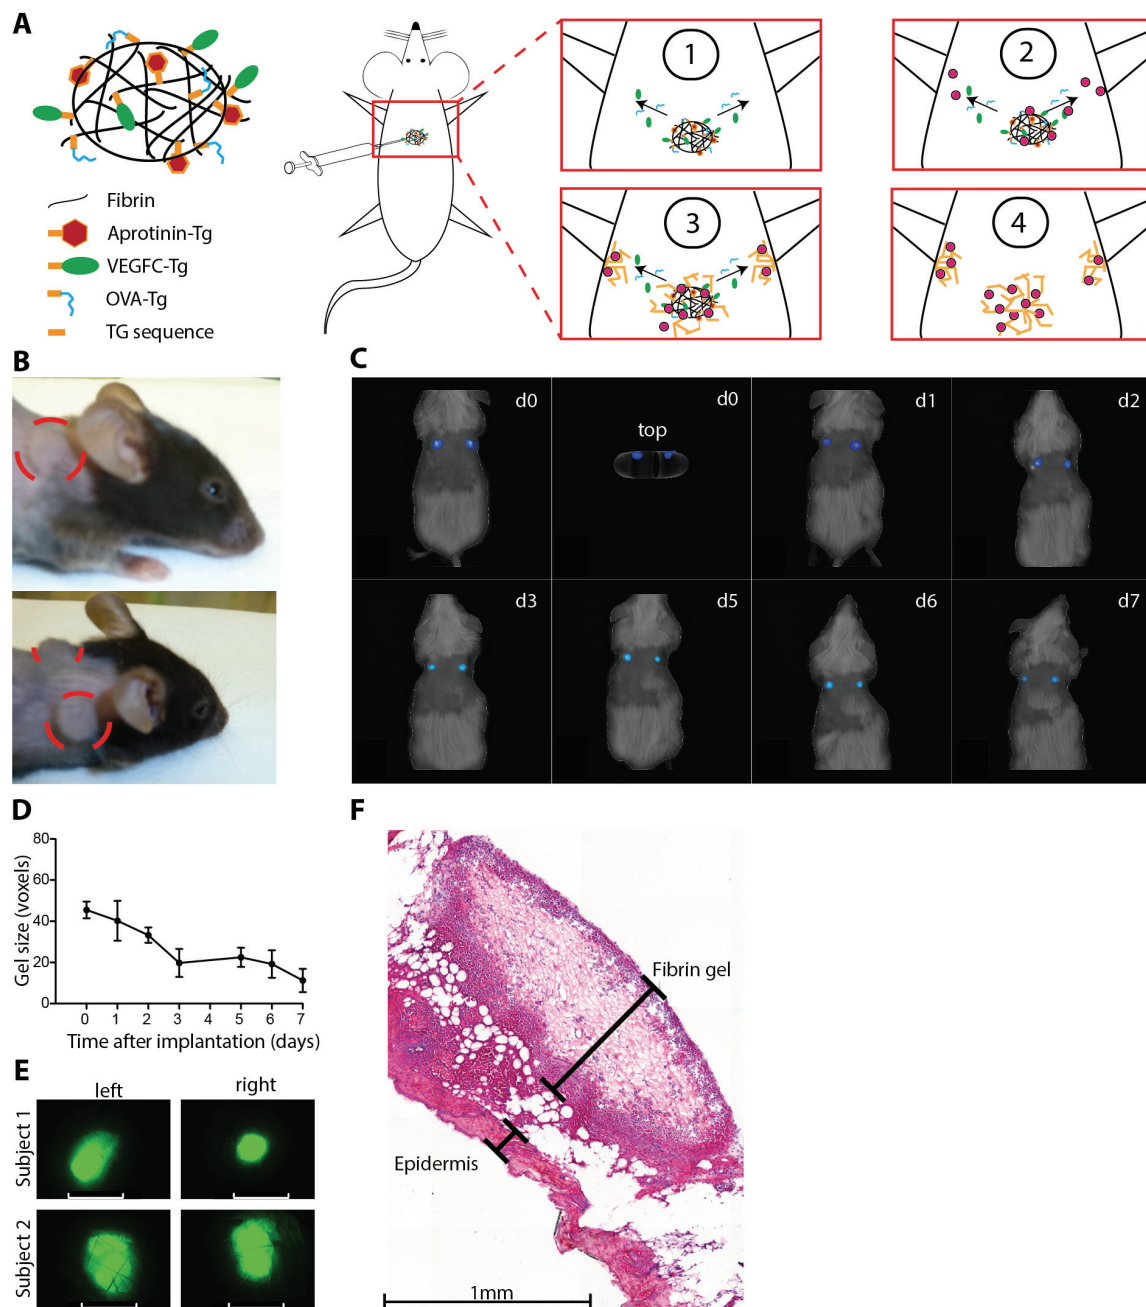 A
1
2
3
4
Fibrin
Aprotinin-Tg
VEGFC-Tg
OVA-Tg
TG sequence
B
C
d0
d0
top
d1
d2
d3
d5
d6
d7
D
80
60
40
20
0
Gel size (voxels)
0 1 2 3 4 5 6 7
Time after implantation (days)
E
left
right
Subject 1
Subject 2
F
Fibrin gel
Epidermis
1mm